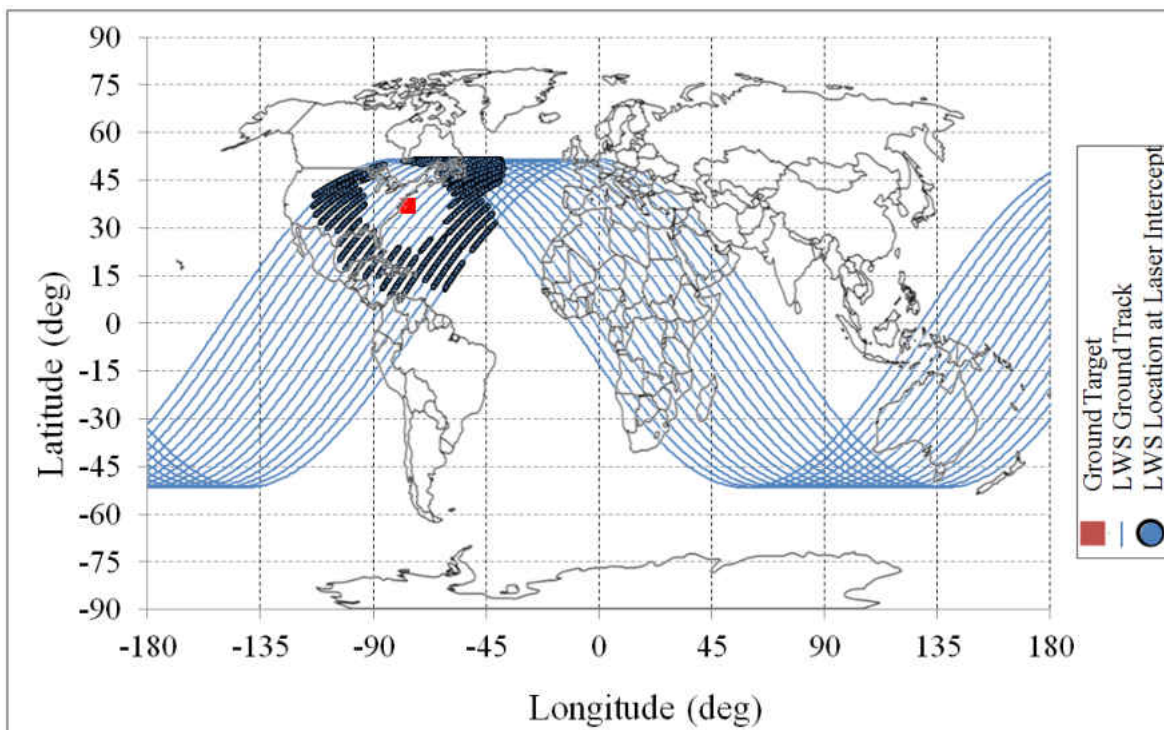 90
75
60
45
30
15
0
-15
-30
-45
-60
-75
-90
Latitude (deg)
-180 -135 -90 -45 0 45 90 135 180
Longitude (deg)
Ground Target
LWS Ground Track
LWS Location at Laser Intercept